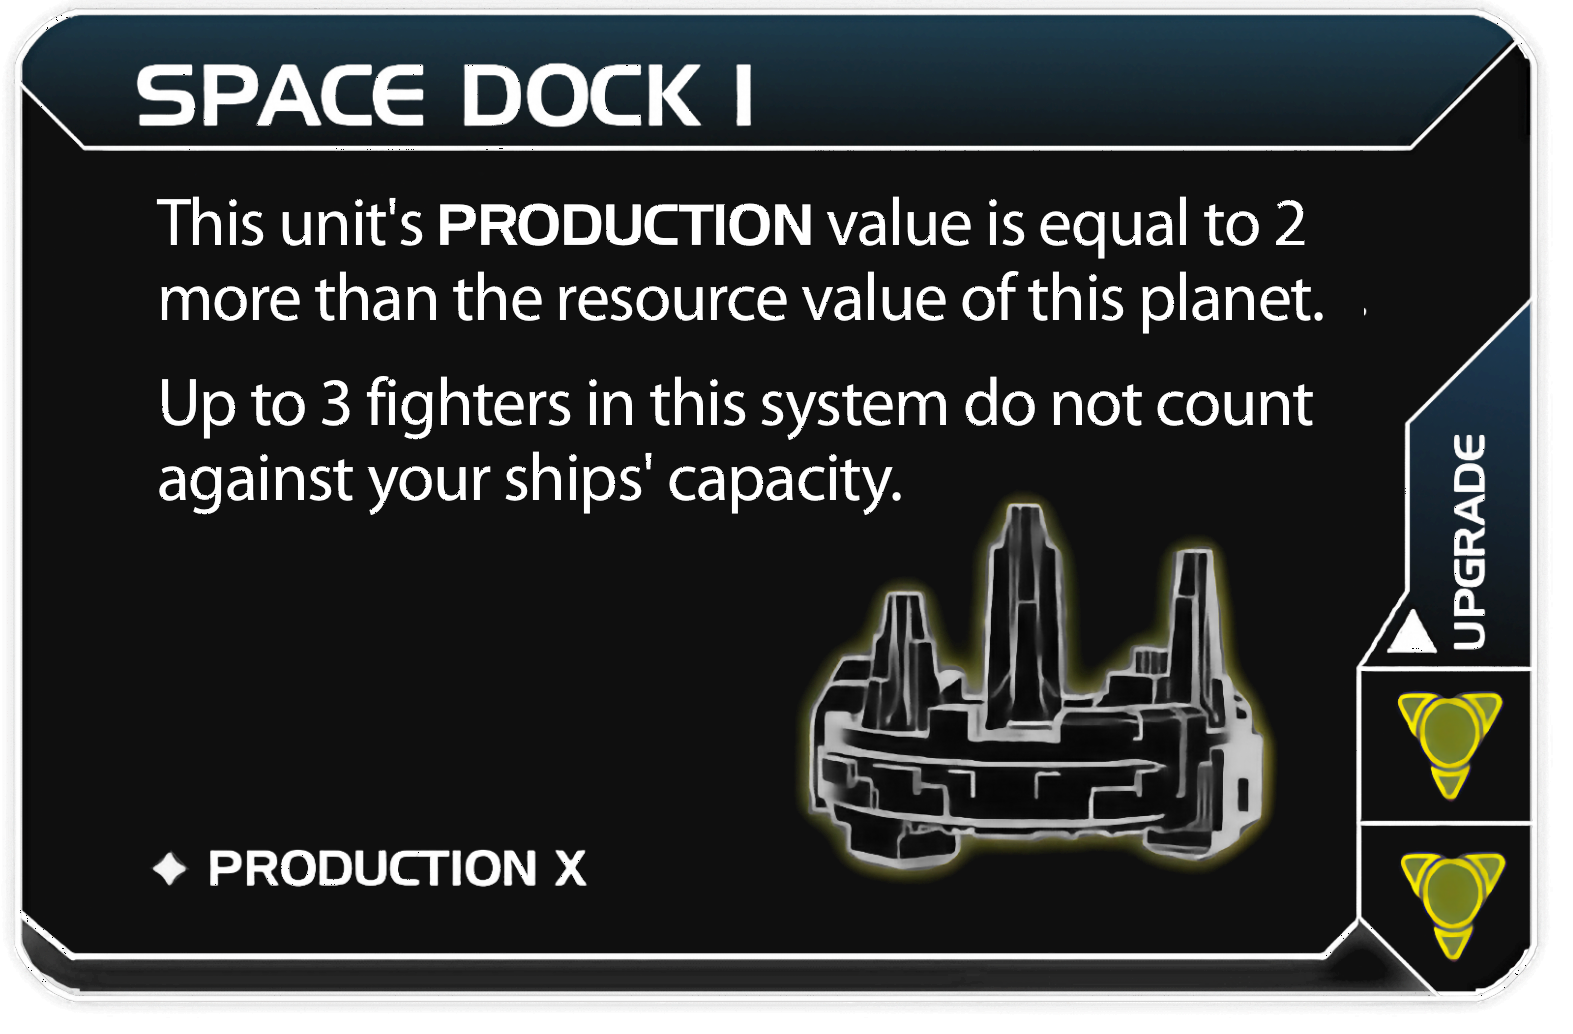 SPACE DOCK I
This unit's PRODUCTION value is equal to 2
more than the resource value of this planet.
Up to 3 fighters in this system do not count
against your ships' capacity.
UPGRADE
PRODUCTION X